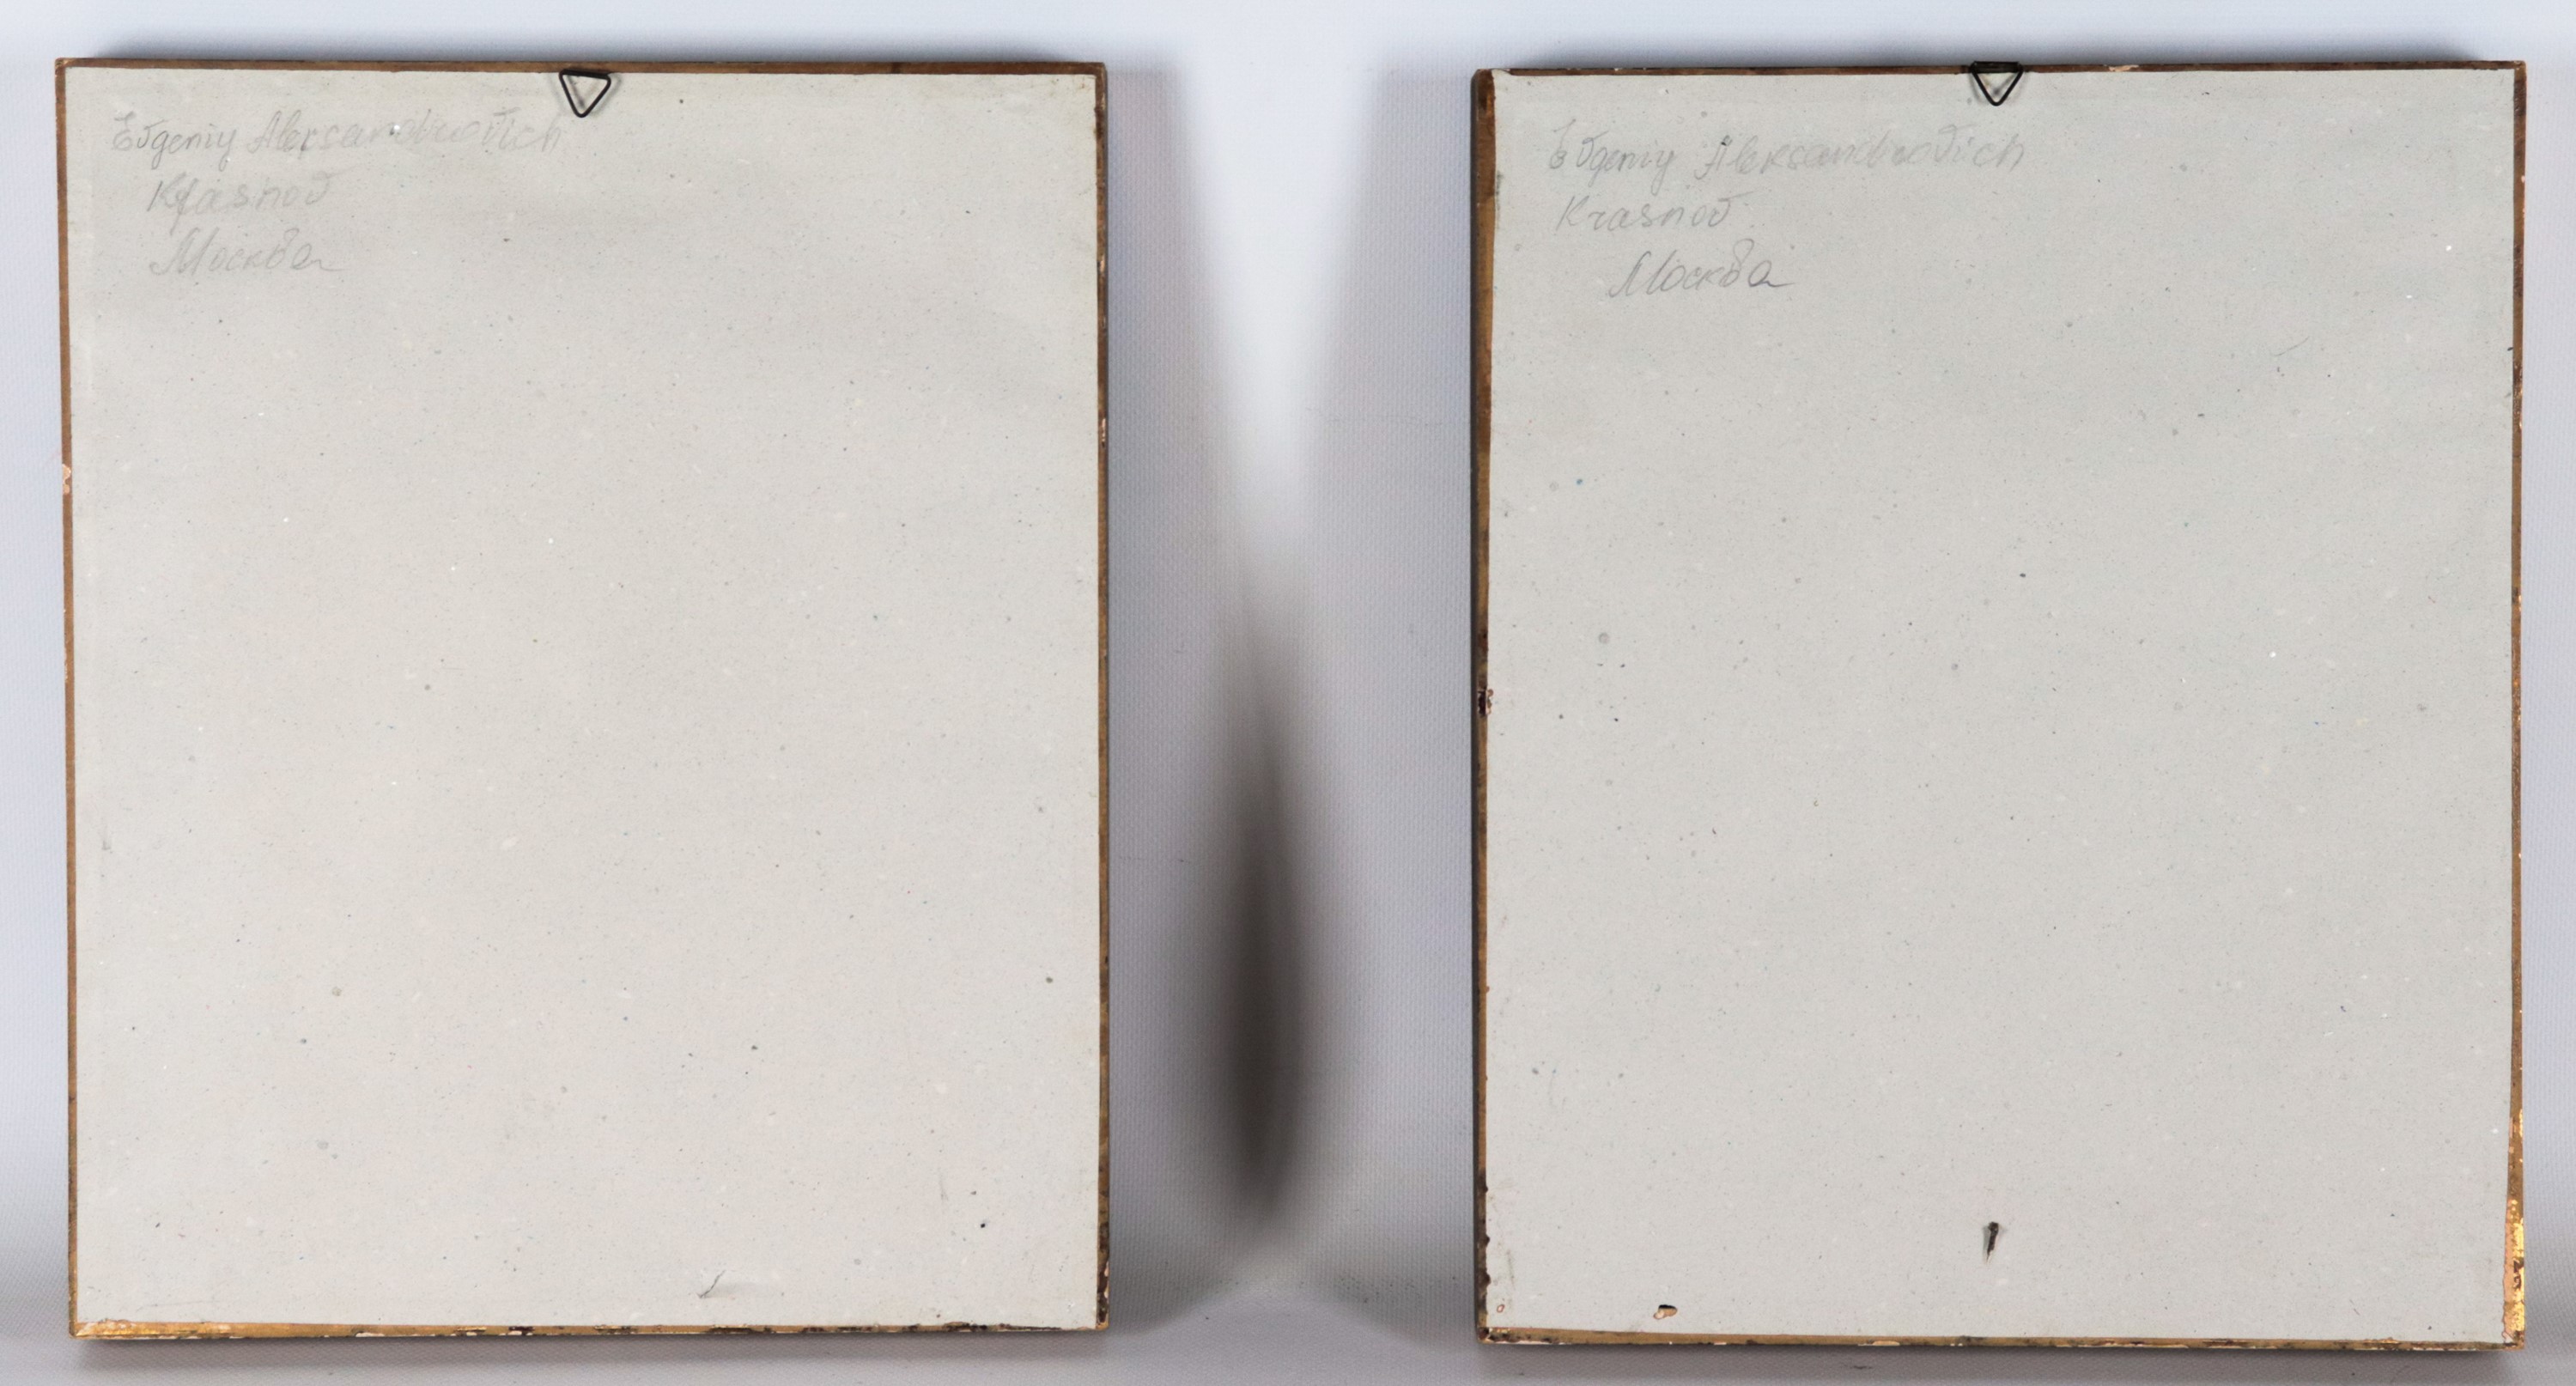 Evgeniy Aleksandrovich
Krasnov
Москва
Evgeniy Aleksandrovich
Krasnov
Москва